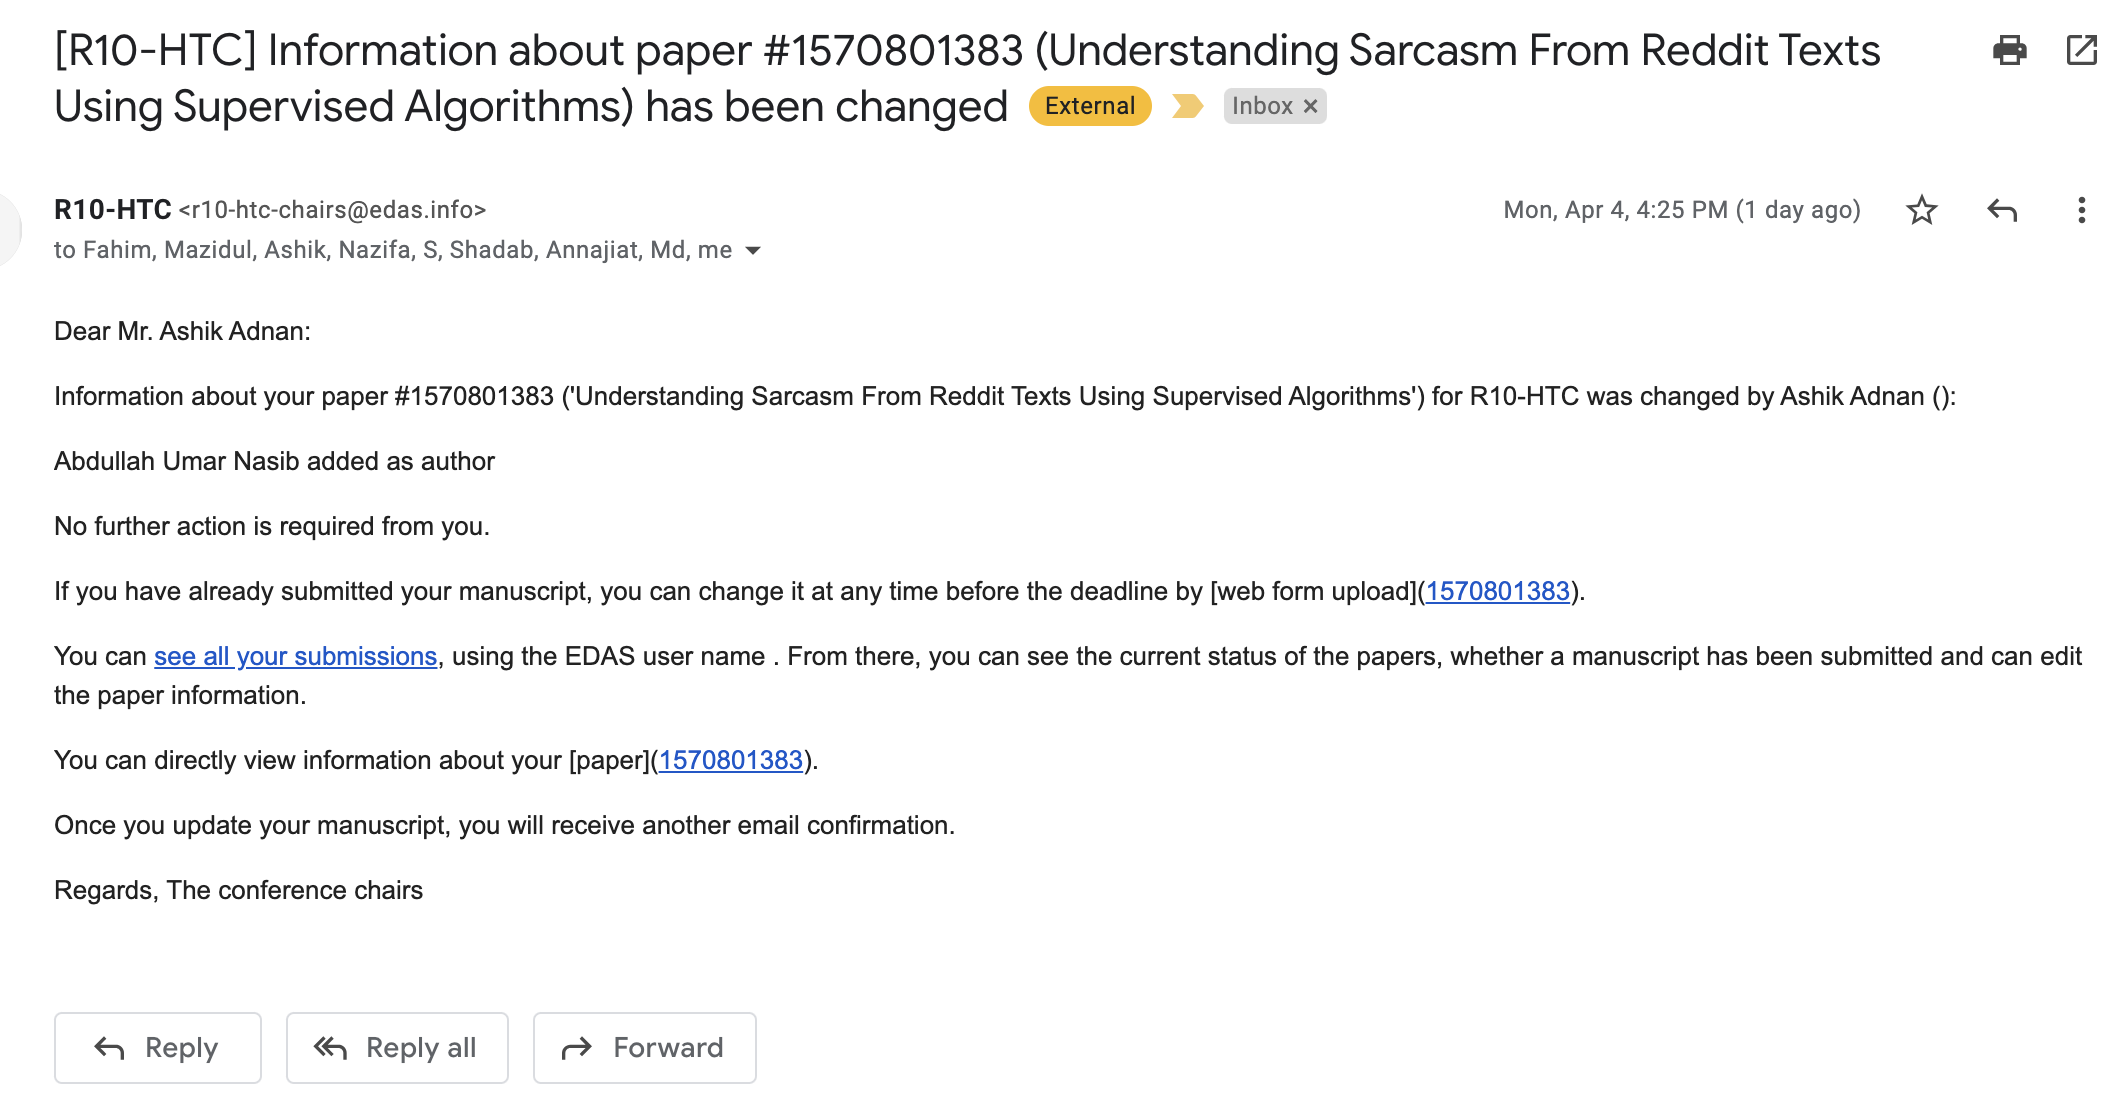 [R10-HTC] Information about paper #1570801383 (Understanding Sarcasm From Reddit Texts
Using Supervised Algorithms) has been changed External Inbox ×
R10-HTC <r10-htc-chairs@edas.info> Mon, Apr 4, 4:25 PM (1 day ago)
to Fahim, Mazidul, Ashik, Nazifa, S, Shadab, Annajiat, Md, me
Dear Mr. Ashik Adnan:
Information about your paper #1570801383 ('Understanding Sarcasm From Reddit Texts Using Supervised Algorithms') for R10-HTC was changed by Ashik Adnan ():
Abdullah Umar Nasib added as author
No further action is required from you.
If you have already submitted your manuscript, you can change it at any time before the deadline by [web form upload](1570801383).
You can see all your submissions, using the EDAS user name . From there, you can see the current status of the papers, whether a manuscript has been submitted and can edit
the paper information.
You can directly view information about your [paper](1570801383).
Once you update your manuscript, you will receive another email confirmation.
Regards, The conference chairs
Reply Reply all Forward